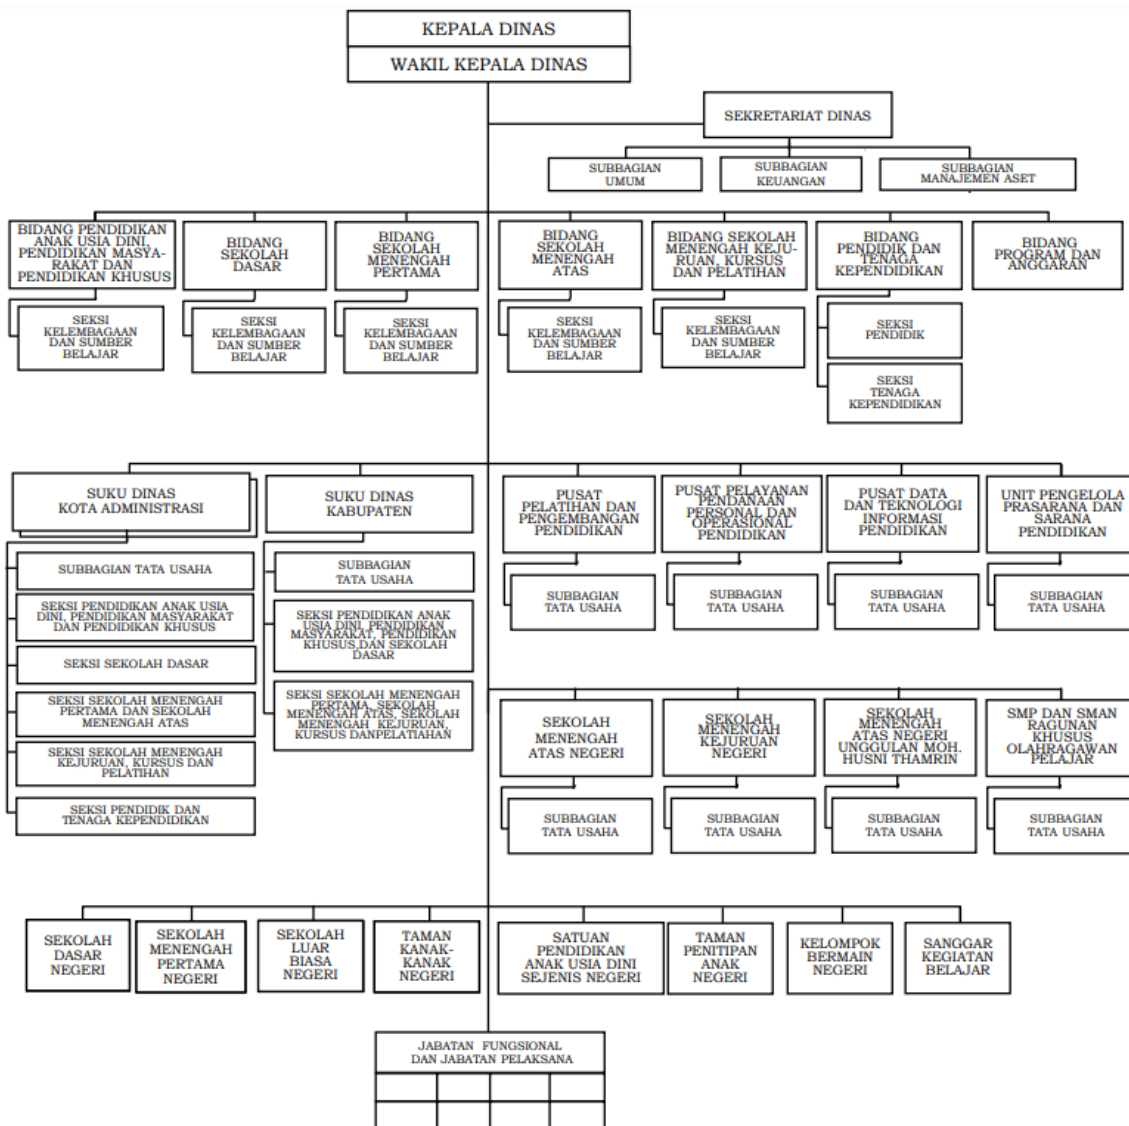 KEPALA DINAS
WAKIL KEPALA DINAS
SEKRETARIAT DINAS
SUBBAGIAN
UMUM
SUBBAGIAN
KEUANGAN
SUBBAGIAN
MANAJEMEN ASET
BIDANG PENDIDIKAN
ANAK USIA DINI,
PENDIDIKAN MASYA-
RAKAT DAN
PENDIDIKAN KHUSUS
BIDANG
SEKOLAH
DASAR
BIDANG
SEKOLAH
MENENGAH
PERTAMA
BIDANG
SEKOLAH
MENENGAH
ATAS
BIDANG SEKOLAH
MENENGAH KEJU-
RUAN, KURSUS
DAN PELATIHAN
BIDANG
PENDIDIK DAN
TENAGA
KEPENDIDIKAN
BIDANG
PROGRAM DAN
ANGGARAN
SEKSI
KELEMBAGAAN
DAN SUMBER
BELAJAR
SEKSI
KELEMBAGAAN
DAN SUMBER
BELAJAR
SEKSI
KELEMBAGAAN
DAN SUMBER
BELAJAR
SEKSI
KELEMBAGAAN
DAN SUMBER
BELAJAR
SEKSI
KELEMBAGAAN
DAN SUMBER
BELAJAR
SEKSI
PENDIDIK
SEKSI
TENAGA
KEPENDIDIKAN
SUKU DINAS
KOTA ADMINISTRASI
SUBBAGIAN TATA USAHA
SEKSI PENDIDIKAN ANAK USIA
DINI, PENDIDIKAN MASYARAKAT
DAN PENDIDIKAN KHUSUS
SEKSI SEKOLAH DASAR
SEKSI SEKOLAH MENENGAH
PERTAMA DAN SEKOLAH
MENENGAH ATAS
SEKSI SEKOLAH MENENGAH
KEJURUAN, KURSUS DAN
PELATIHAN
SEKSI PENDIDIK DAN
TENAGA KEPENDIDIKAN
SUKU DINAS
KABUPATEN
SUBBAGIAN
TATA USAHA
SEKSI PENDIDIKAN ANAK
USIA DINI, PENDIDIKAN
MASYARAKAT, PENDIDIKAN
KHUSUS,DAN SEKOLAH
DASAR
SEKSI SEKOLAH MENENGAH
PERTAMA, SEKOLAH
MENENGAH ATAS, SEKOLAH
MENENGAH KEJURUAN,
KURSUS DANPELATIAHAN
PUSAT
PELATIHAN DAN
PENGEMBANGAN
PENDIDIKAN
PUSAT PELAYANAN
PENDANAAN
PERSONAL DAN
OPERASIONAL
PENDIDIKAN
PUSAT DATA
DAN TEKNOLOGI
INFORMASI
PENDIDIKAN
UNIT PENGELOLA
PRASARANA DAN
SARANA
PENDIDIKAN
SUBBAGIAN
TATA USAHA
SUBBAGIAN
TATA USAHA
SUBBAGIAN
TATA USAHA
SUBBAGIAN
TATA USAHA
SEKOLAH
MENENGAH
ATAS NEGERI
SEKOLAH
MENENGAH
KEJURUAN
NEGERI
SEKOLAH
MENENGAH
ATAS NEGERI
UNGGULAN MOH.
HUSNI THAMRIN
SMP DAN SMAN
RAGUNAN
KHUSUS
OLAHRAGAWAN
PELAJAR
SUBBAGIAN
TATA USAHA
SUBBAGIAN
TATA USAHA
SUBBAGIAN
TATA USAHA
SUBBAGIAN
TATA USAHA
SEKOLAH
DASAR
NEGERI
SEKOLAH
MENENGAH
PERTAMA
NEGERI
SEKOLAH
LUAR
BIASA
NEGERI
TAMAN
KANAK-
KANAK
NEGERI
SATUAN
PENDIDIKAN
ANAK USIA DINI
SEJENIS NEGERI
TAMAN
PENITIPAN
ANAK
NEGERI
KELOMPOK
BERMAIN
NEGERI
SANGGAR
KEGIATAN
BELAJAR
JABATAN FUNGSIONAL
DAN JABATAN PELAKSANA